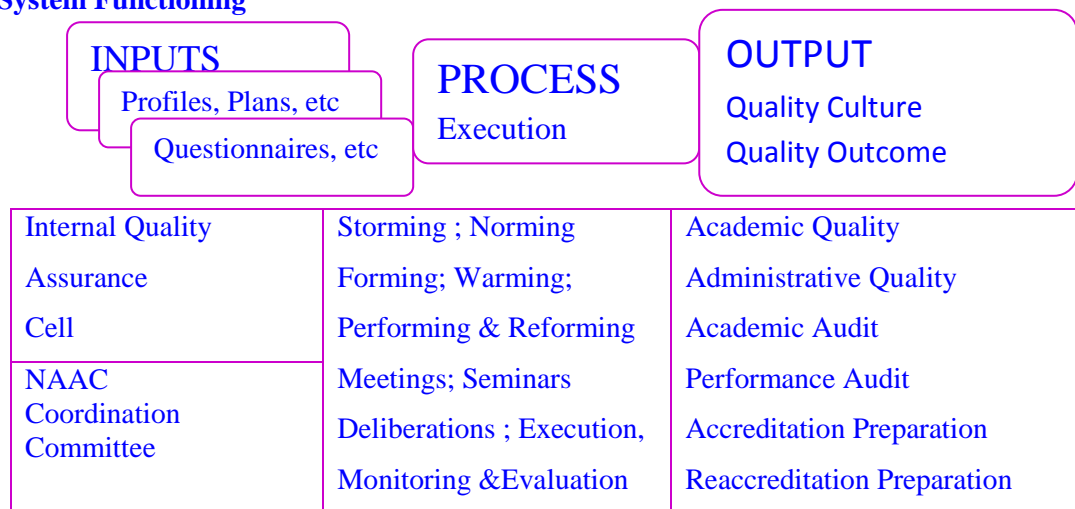 System Functioning
INPUTS
Profiles, Plans, etc
Questionnaires, etc
PROCESS
Execution
OUTPUT
Quality Culture
Quality Outcome
Internal Quality
Assurance
Cell
NAAC
Coordination
Committee
Storming ; Norming
Forming; Warming;
Performing & Reforming
Meetings; Seminars
Deliberations ; Execution,
Monitoring &Evaluation
Academic Quality
Administrative Quality
Academic Audit
Performance Audit
Accreditation Preparation
Reaccreditation Preparation